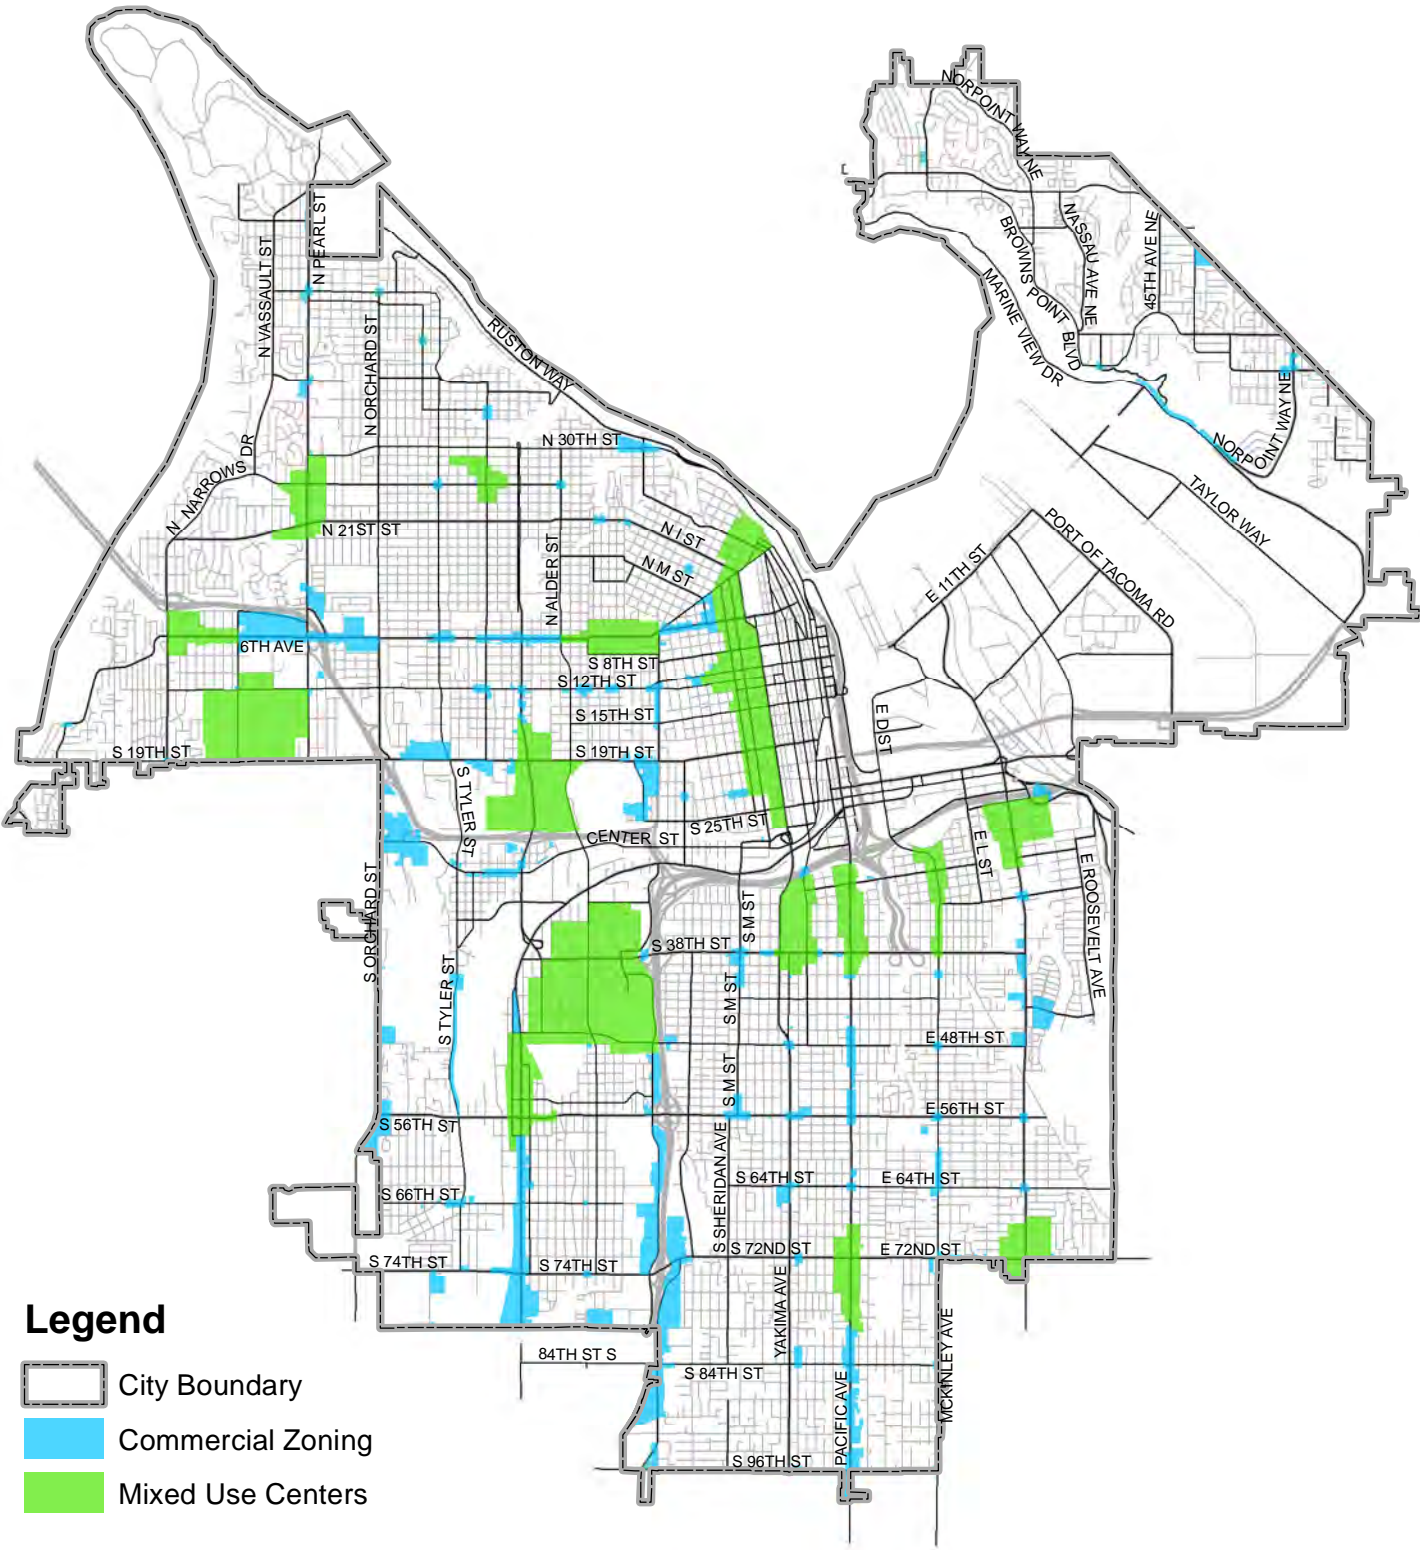 NORPOINT WAY NE
N PEARL ST
N VASSAULT ST
NASSAU AVE NE
BROWNS POINT BLVD
45TH AVE NE
MARINE VIEW DR
RUSTON WAY
N ORCHARD ST
NORPOINT WAY NE
N 30TH ST
N NARROWS DR
TAYLOR WAY
N 21ST ST
N I ST
PORT OF TACOMA RD
N M ST
E 11TH ST
N ALDER ST
6TH AVE
S 8TH ST
S 12TH ST
S 15TH ST
E D ST
S 19TH ST
S 19TH ST
S TYLER ST
S 25TH ST
CENTER ST
E L ST
E ROOSEVELT AVE
S ORCHARD ST
S M ST
S 38TH ST
S TYLER ST
S M ST
E 48TH ST
S M ST
E 56TH ST
S 56TH ST
S SHERIDAN AVE
S 64TH ST
E 64TH ST
S 66TH ST
S 72ND ST
E 72ND ST
S 74TH ST
S 74TH ST
YAKIMA AVE
MCKINLEY AVE
84TH ST S
S 84TH ST
PACIFIC AVE
S 96TH ST
Legend
City Boundary
Commercial Zoning
Mixed Use Centers